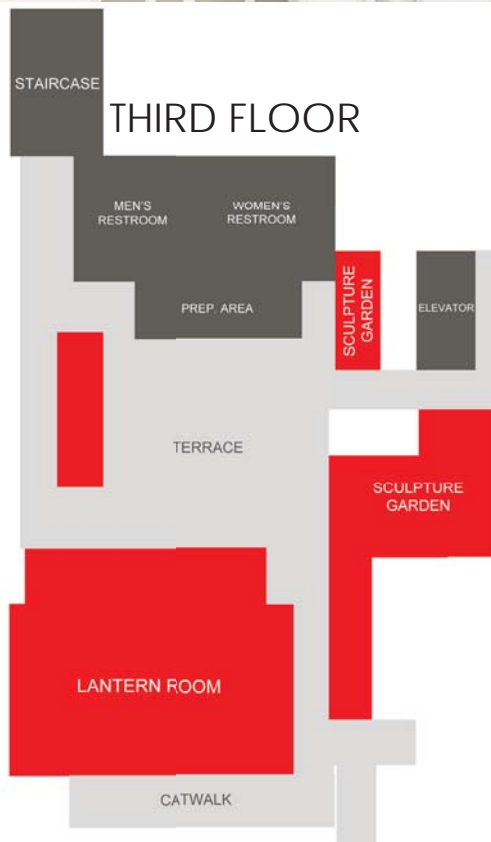 STAIRCASE
THIRD FLOOR
MEN'S
RESTROOM
WOMEN'S
RESTROOM
PREP. AREA
SCULPTURE
GARDEN
ELEVATOR
TERRACE
SCULPTURE
GARDEN
LANTERN ROOM
CATWALK